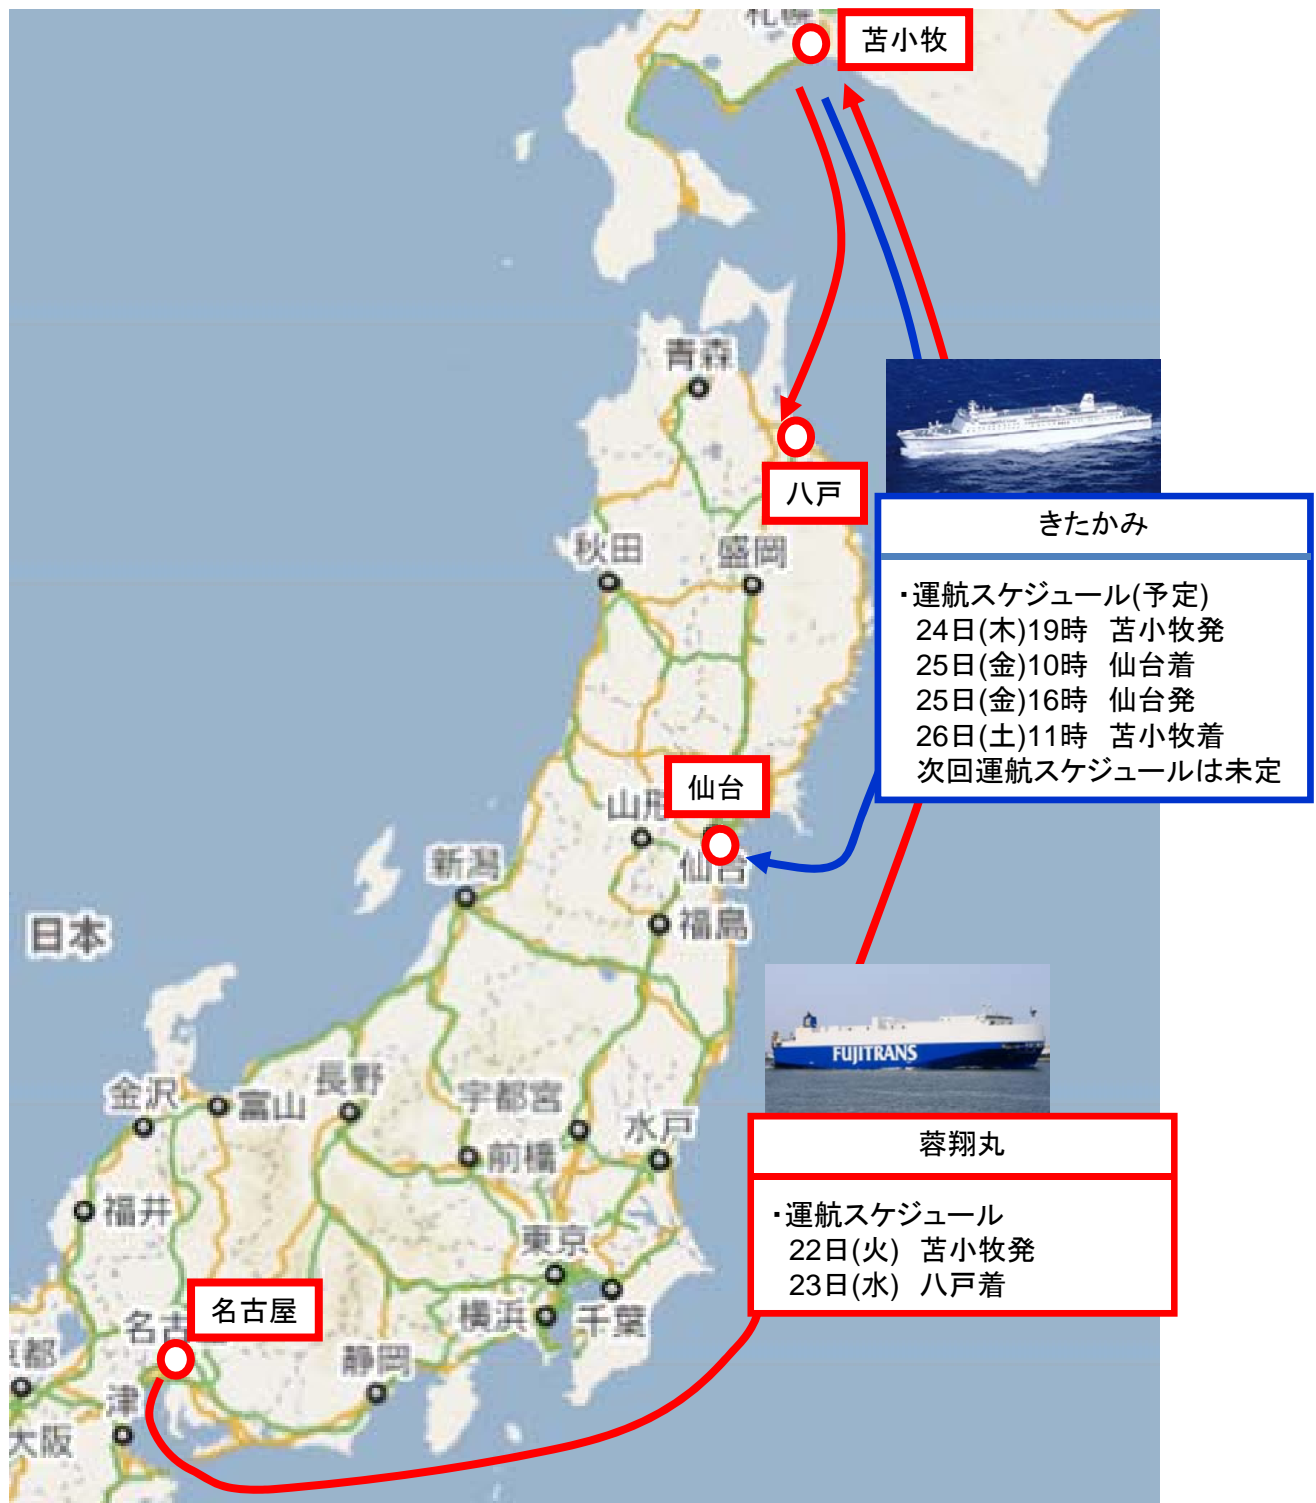 札幌
苫小牧
青森
八戸
秋田
盛岡
きたかみ
・運航スケジュール(予定)
24日(木)19時 苫小牧発
25日(金)10時 仙台着
25日(金)16時 仙台発
26日(土)11時 苫小牧着
次回運航スケジュールは未定
仙台
山形
仙台
新潟
福島
日本
FUJITRANS
金沢
富山
長野
宇都宮
水戸
前橋
福井
蓉翔丸
・運航スケジュール
22日(火) 苫小牧発
23日(水) 八戸着
東京
横浜
千葉
名古屋
名古
京都
静岡
津
大阪